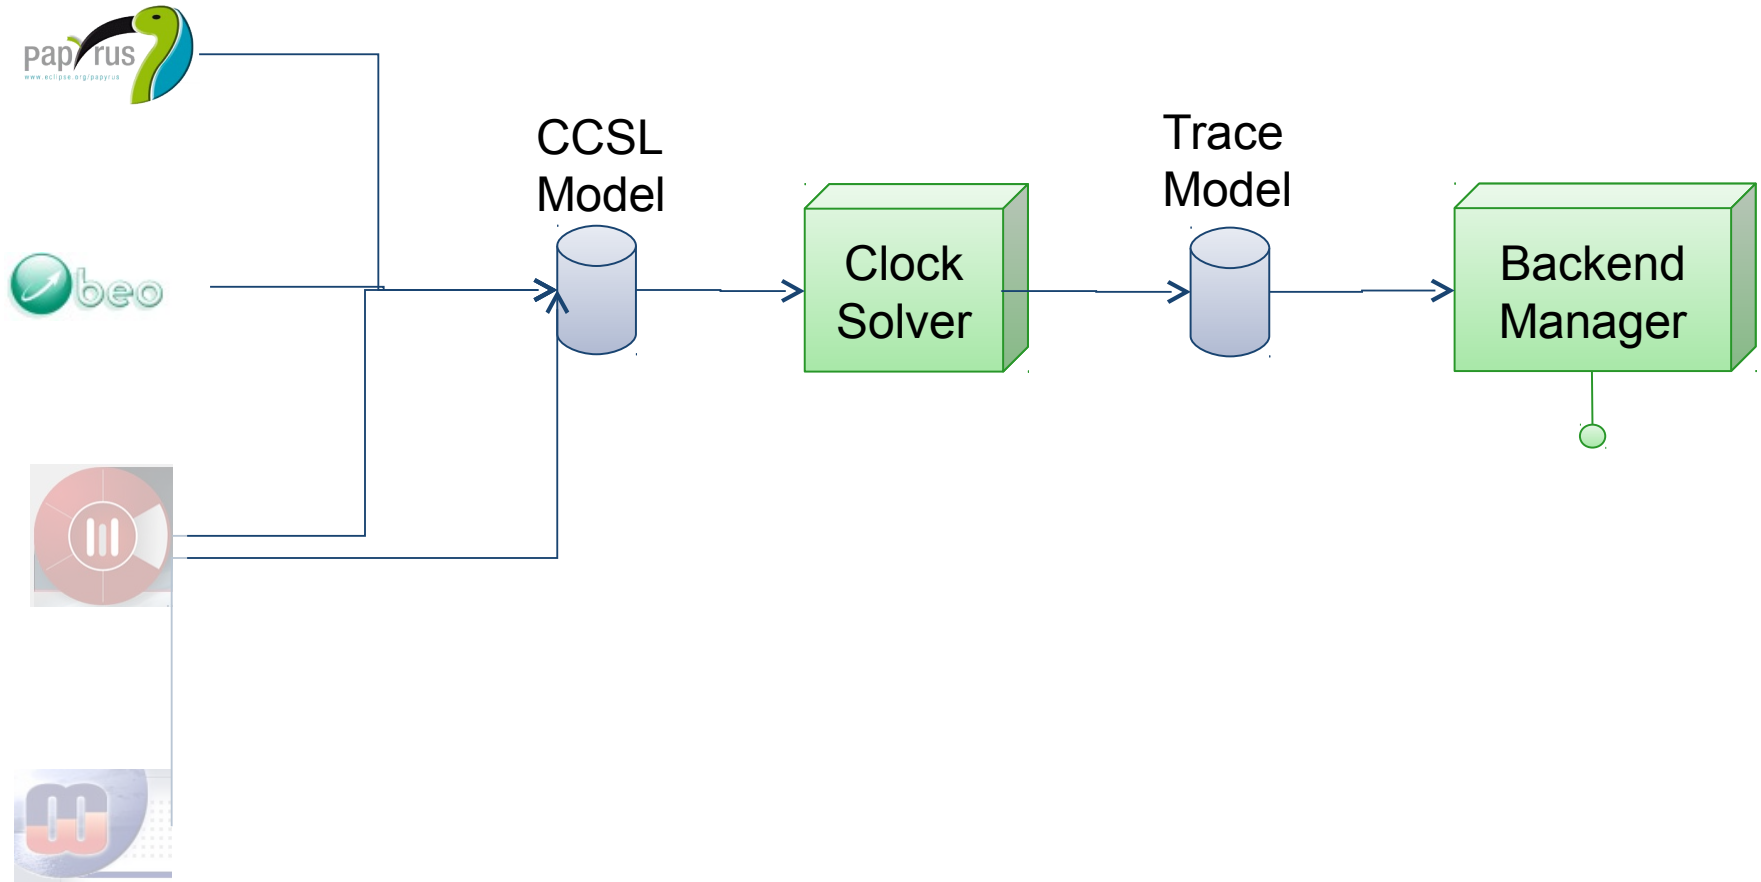 papyrus
www.eclipse.org/papyrus
CCSL
Model
Trace
Model
Clock
Solver
Backend
Manager
Obeo